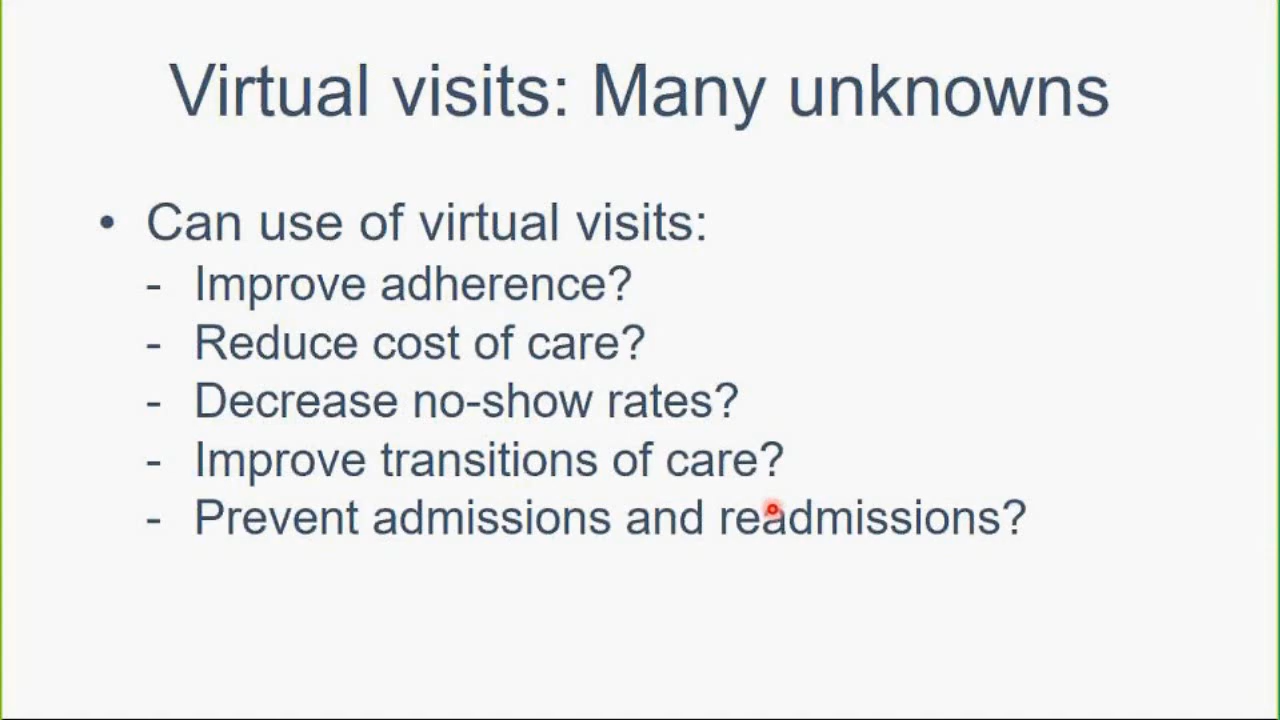 Virtual visits: Many unknowns
• Can use of virtual visits:
- Improve adherence?
- Reduce cost of care?
- Decrease no-show rates?
- Improve transitions of care?
- Prevent admissions and readmissions?